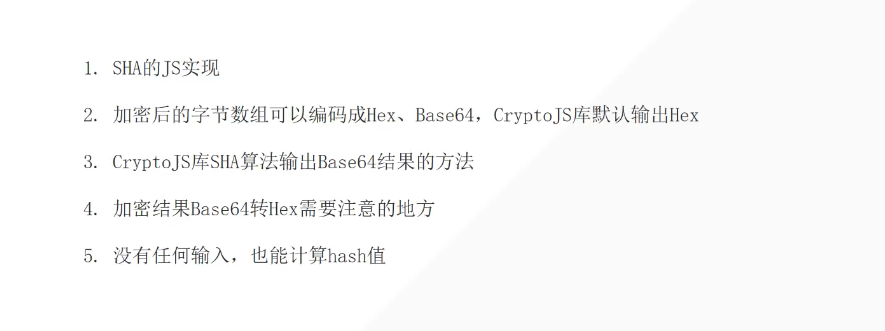 1. SHA的JS实现
2. 加密后的字节数组可以编码成Hex、Base64，CryptoJS库默认输出Hex
3. CryptoJS库SHA算法输出Base64结果的方法
4. 加密结果Base64转Hex需要注意的地方
5. 没有任何输入，也能计算hash值